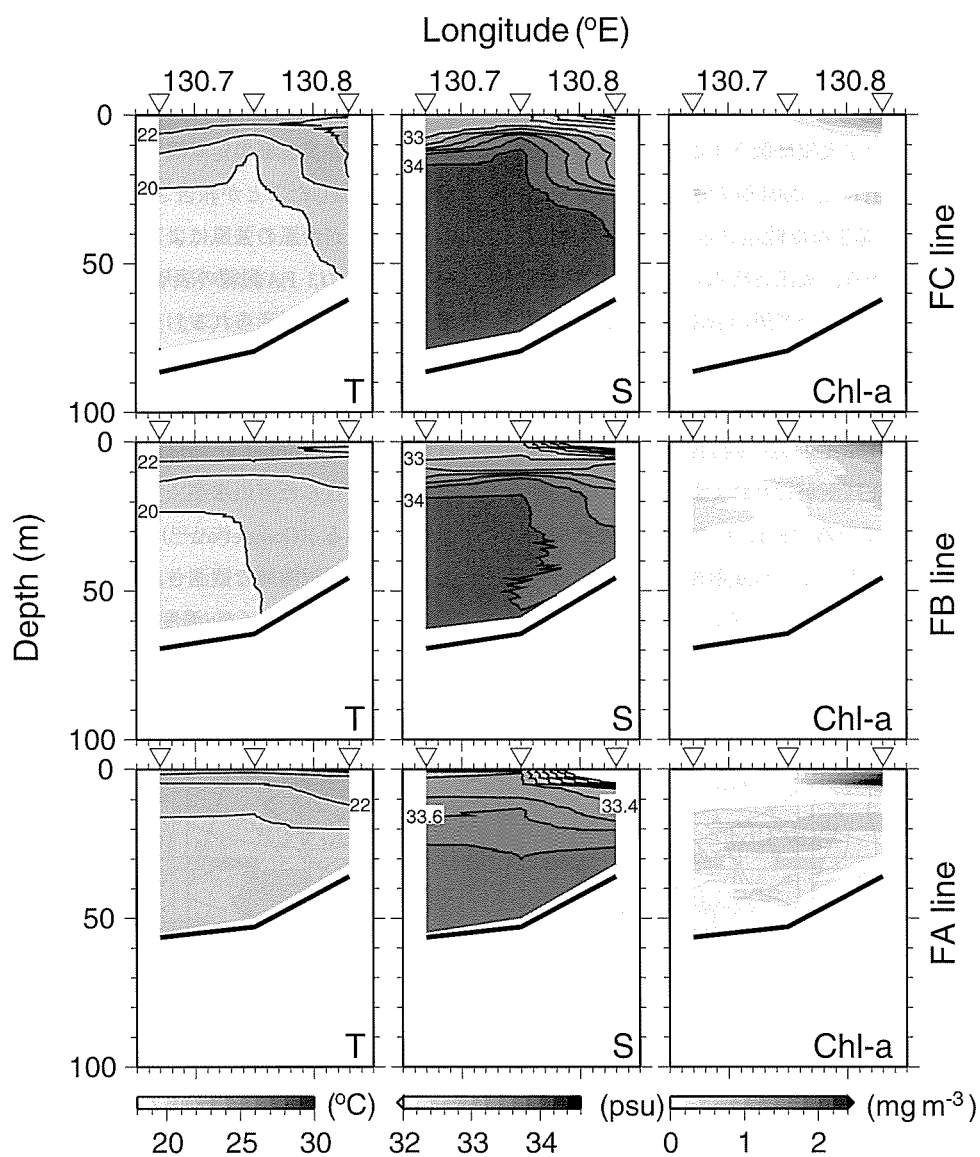 Longitude (°E)
130.7 130.8 130.7 130.8 130.7 130.8
0
50
100
22
20
T
33
34
S
Chl-a
FC line
0
50
100
22
20
T
33
34
S
Chl-a
FB line
Depth (m)
0
50
100
22
T
33.6
33.4
S
Chl-a
FA line
(°C)
20 25 30
(psu)
32 33 34
(mg m⁻³)
0 1 2